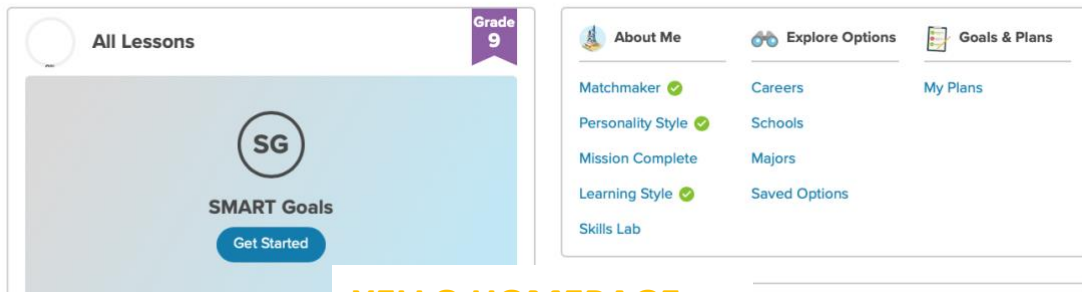 All Lessons
Grade
9
SG
SMART Goals
Get Started
About Me
Matchmaker
Personality Style
Mission Complete
Learning Style
Skills Lab
Explore Options
Careers
Schools
Majors
Saved Options
Goals & Plans
My Plans